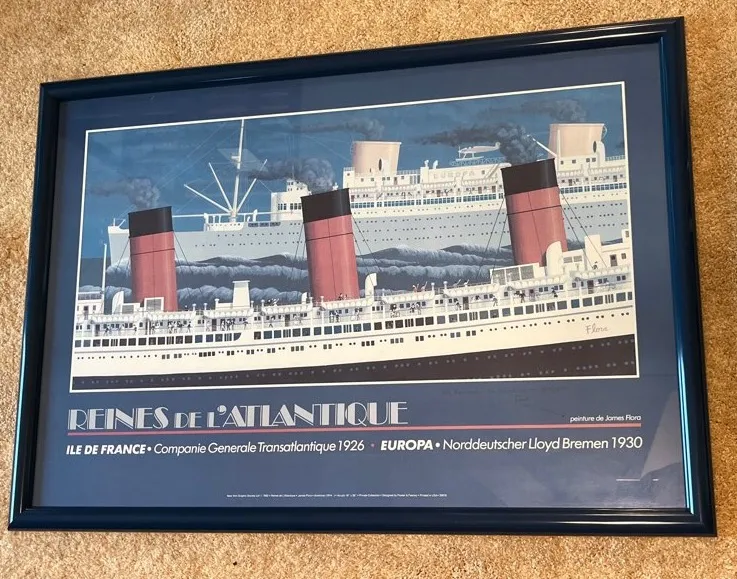 Flora
REINES DE L'ATLANTIQUE
peinture de James Flora
ILE DE FRANCE • Companie Generale Transatlantique 1926 • EUROPA • Norddeutscher Lloyd Bremen 1930